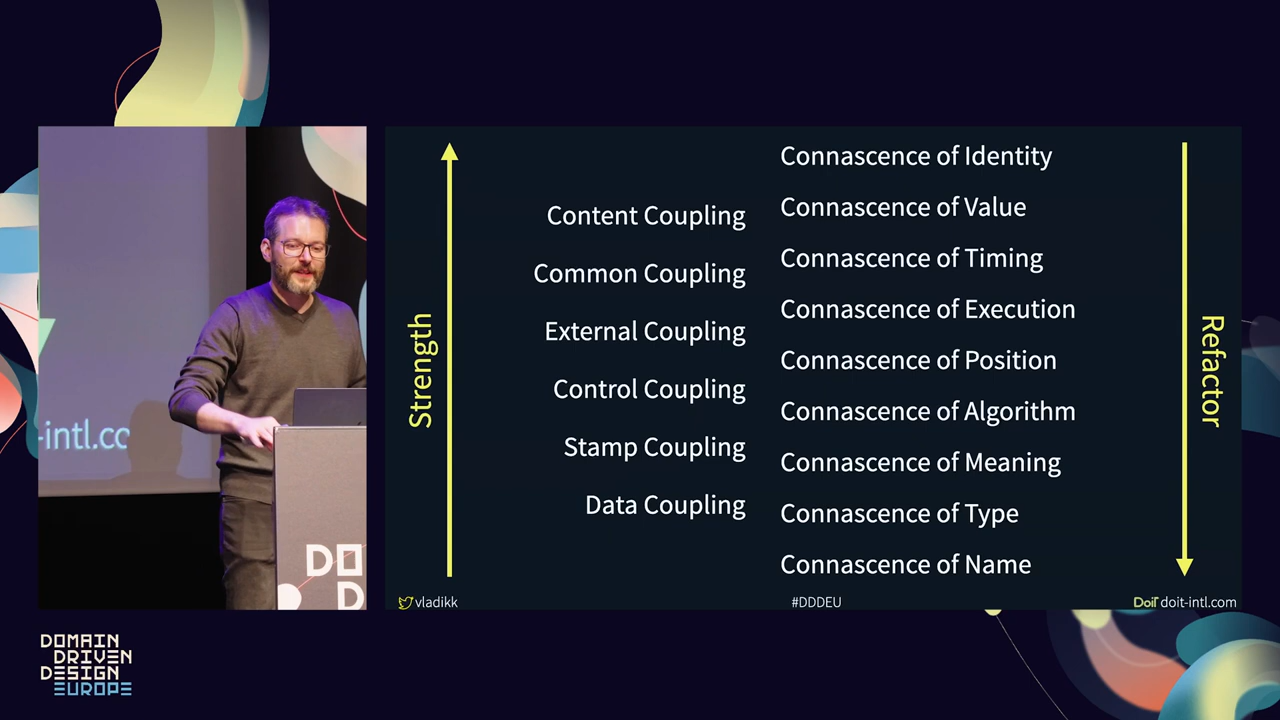 Connascence of Identity
Content Coupling
Connascence of Value
Common Coupling
Connascence of Timing
External Coupling
Connascence of Execution
Control Coupling
Connascence of Position
Stamp Coupling
Connascence of Algorithm
Data Coupling
Connascence of Meaning
Connascence of Type
Connascence of Name
Strength
Refactor
vladikk
#DDDEU
DoiT doit-intl.com
-intl.co
DO
D
DOMAIN
DRIVEN
DESIGN
EUROPE